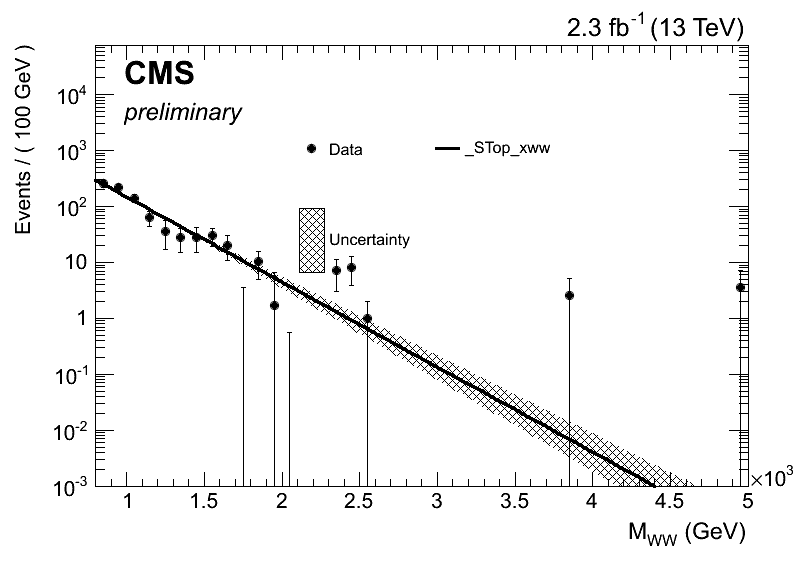 2.3 fb⁻¹ (13 TeV)
CMS
preliminary
Events / ( 100 GeV )
Data
_STop_xww
Uncertainty
10⁴
10³
10²
10
1
10⁻¹
10⁻²
10⁻³
1 1.5 2 2.5 3 3.5 4 4.5 5
×10³
M_WW (GeV)